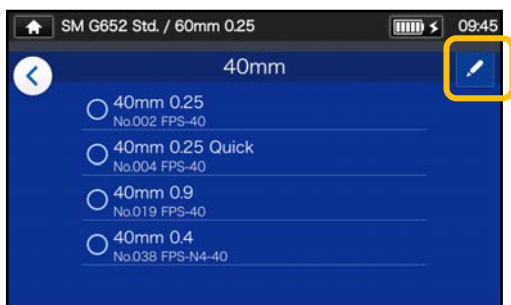 SM G652 Std. / 60mm 0.25 09:45
40mm
40mm 0.25
No.002 FPS-40
40mm 0.25 Quick
No.004 FPS-40
40mm 0.9
No.019 FPS-40
40mm 0.4
No.038 FPS-N4-40